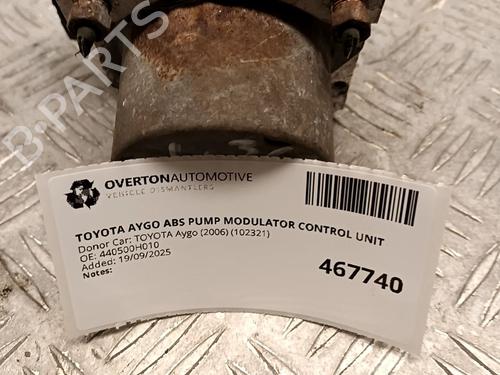 B-PARTS
OVERTONAUTOMOTIVE
VEHICLE DISMANTLERS
TOYOTA AYGO ABS PUMP MODULATOR CONTROL UNIT
Donor Car: TOYOTA Aygo (2006) (102321)
OE: 440500H010
Added: 19/09/2025
Notes:
467740